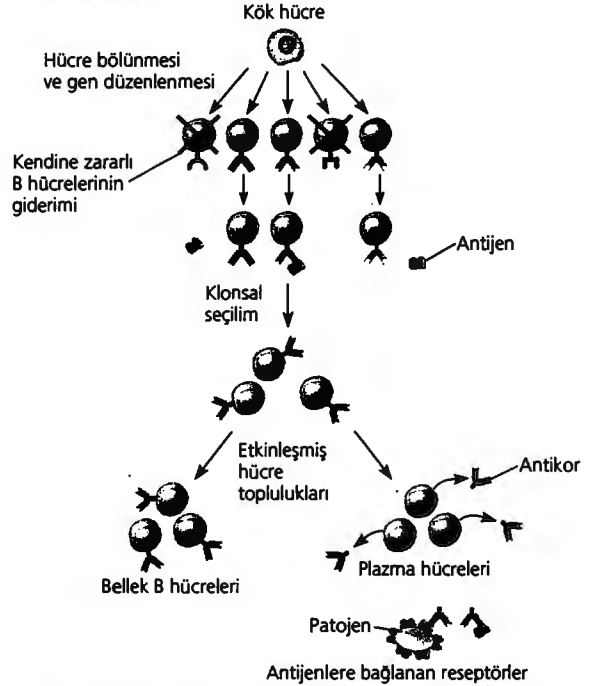 Kök hücre
Hücre bölünmesi
ve gen düzenlenmesi
Kendine zararlı
B hücrelerinin
giderimi
Antijen
Klonsal
seçilim
Etkinleşmiş
hücre
toplulukları
Antikor
Bellek B hücreleri
Plazma hücreleri
Patojen
Antijenlere bağlanan reseptörler